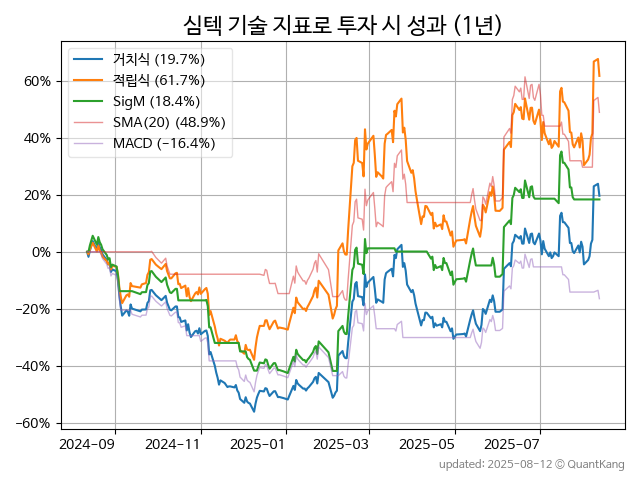 심텍 기술 지표로 투자 시 성과 (1년)
거치식 (19.7%)
적립식 (61.7%)
SigM (18.4%)
SMA(20) (48.9%)
MACD (−16.4%)
60%
40%
20%
0%
−20%
−40%
−60%
2024−09
2024−11
2025−01
2025−03
2025−05
2025−07
updated: 2025−08−12 ⓒ QuantKang